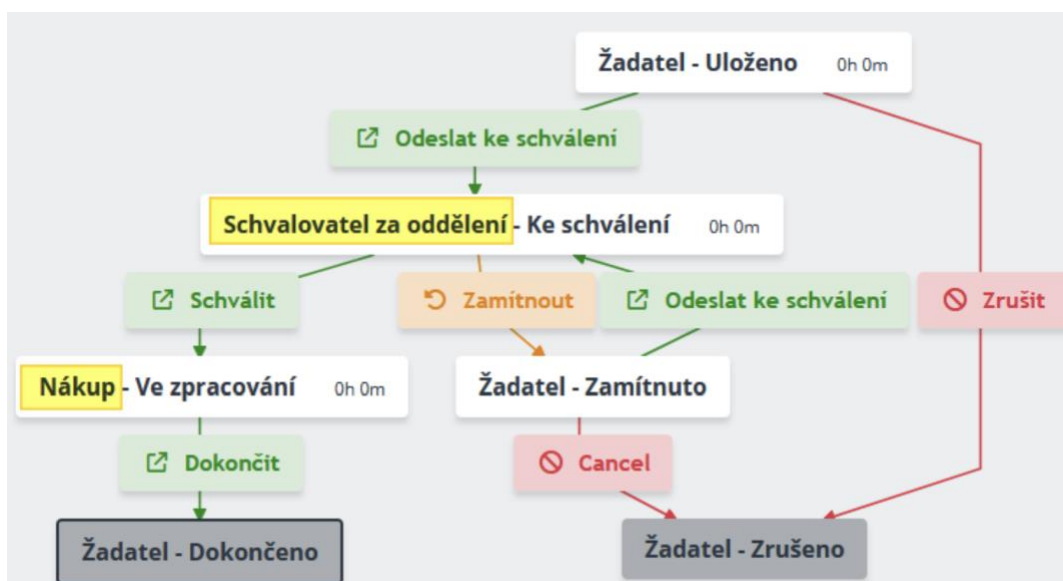 Žadatel - Uloženo 0h 0m
Odeslat ke schválení
Schvalovatel za oddělení - Ke schválení 0h 0m
Schválit
Zamítnout
Odeslat ke schválení
Zrušit
Nákup - Ve zpracování 0h 0m
Žadatel - Zamítnuto
Dokončit
Cancel
Žadatel - Dokončeno
Žadatel - Zrušeno